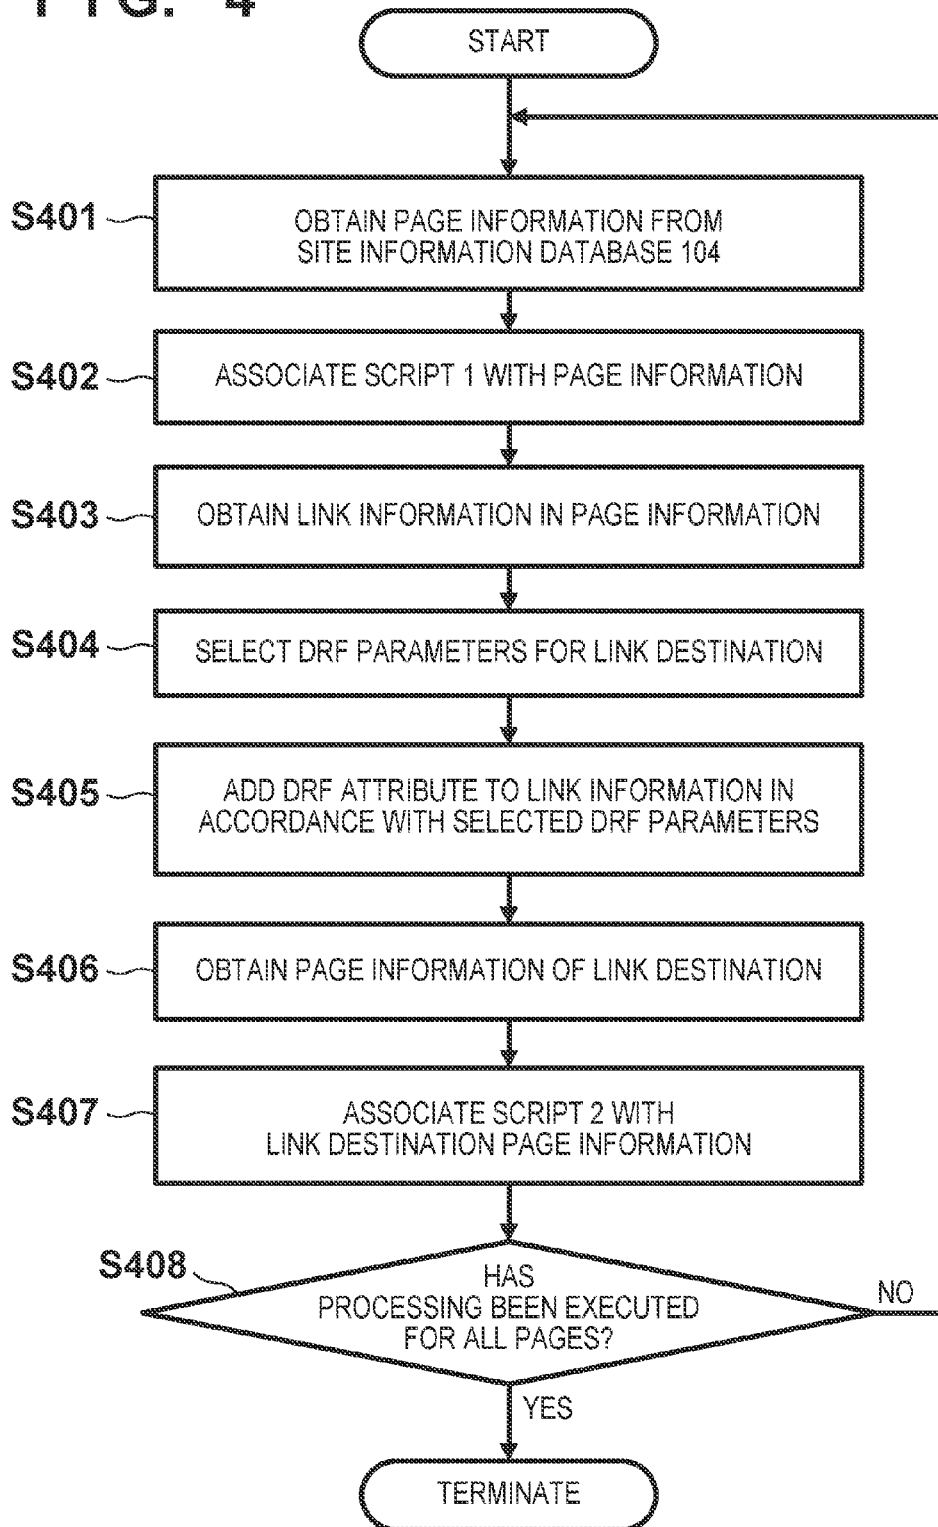 FIG. 4
START
S401
OBTAIN PAGE INFORMATION FROM
SITE INFORMATION DATABASE 104
S402
ASSOCIATE SCRIPT 1 WITH PAGE INFORMATION
S403
OBTAIN LINK INFORMATION IN PAGE INFORMATION
S404
SELECT DRF PARAMETERS FOR LINK DESTINATION
S405
ADD DRF ATTRIBUTE TO LINK INFORMATION IN
ACCORDANCE WITH SELECTED DRF PARAMETERS
S406
OBTAIN PAGE INFORMATION OF LINK DESTINATION
S407
ASSOCIATE SCRIPT 2 WITH
LINK DESTINATION PAGE INFORMATION
S408
HAS
PROCESSING BEEN EXECUTED
FOR ALL PAGES?
NO
YES
TERMINATE